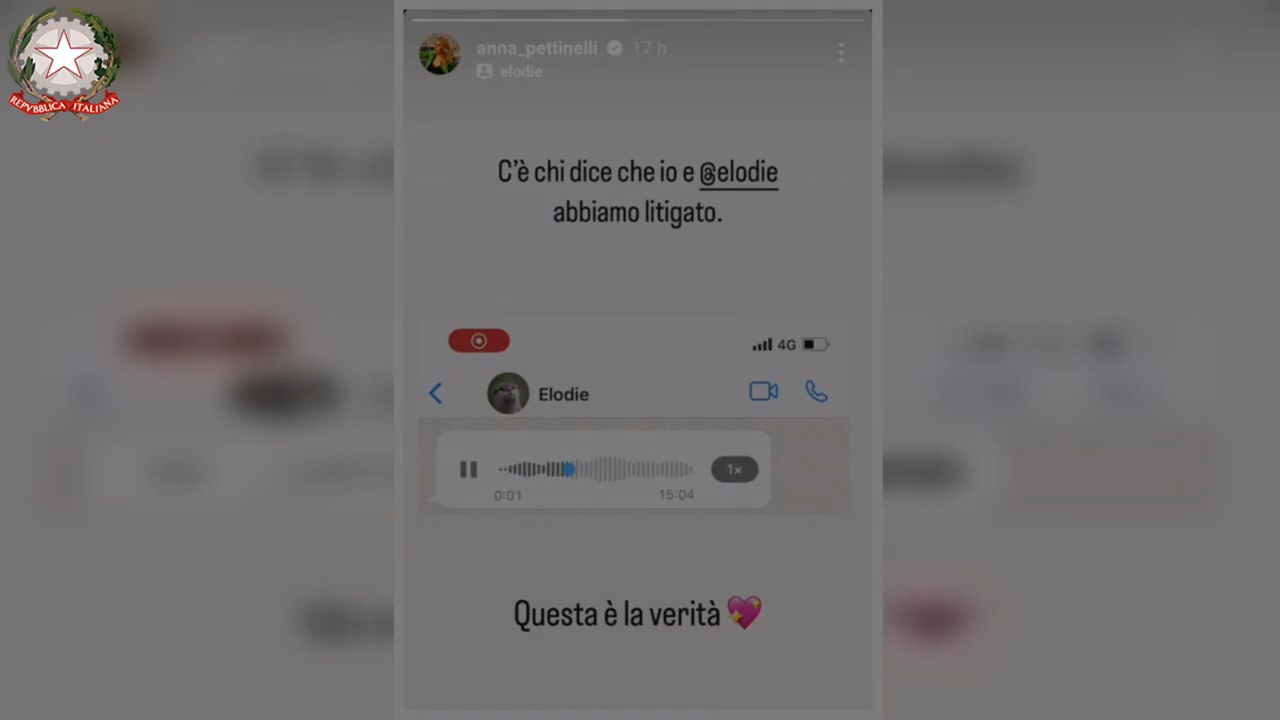 REPVBBLICA ITALIANA
anna_pettinelli 17 h
elodie
C'è chi dice che io e @elodie
abbiamo litigato.
4G
Elodie
1x
0:01 15:04
Questa è la verità 💖